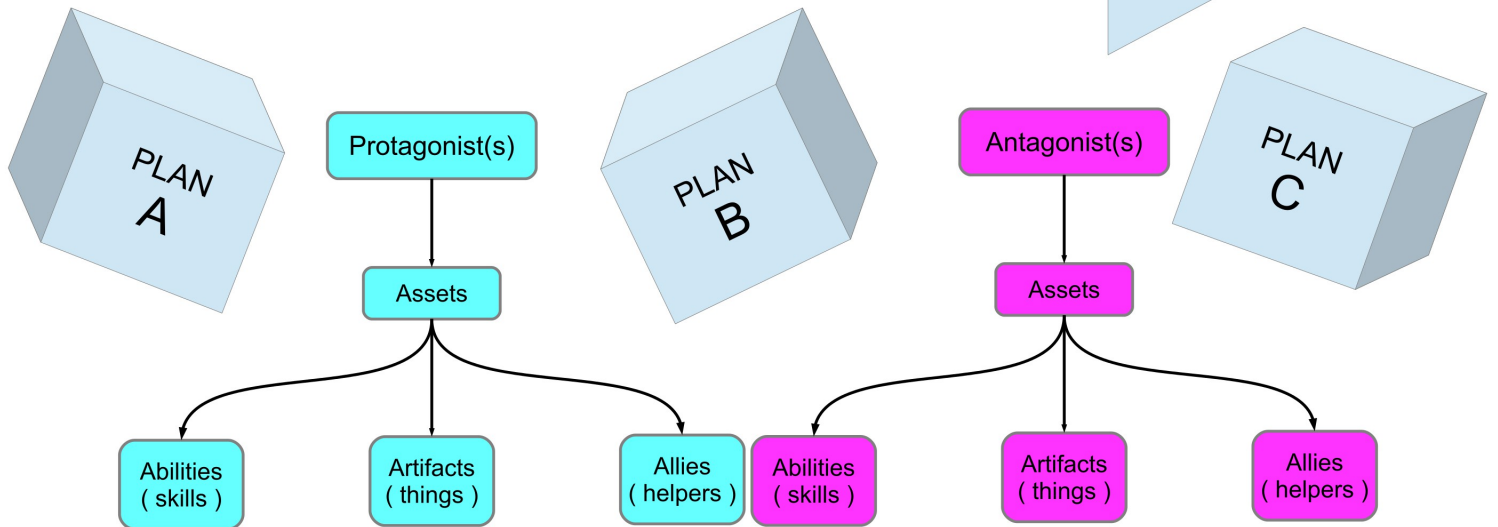 PLAN
A
Protagonist(s)
PLAN
B
Antagonist(s)
PLAN
C
Assets
Assets
Abilities
( skills )
Artifacts
( things )
Allies
( helpers )
Abilities
( skills )
Artifacts
( things )
Allies
( helpers )